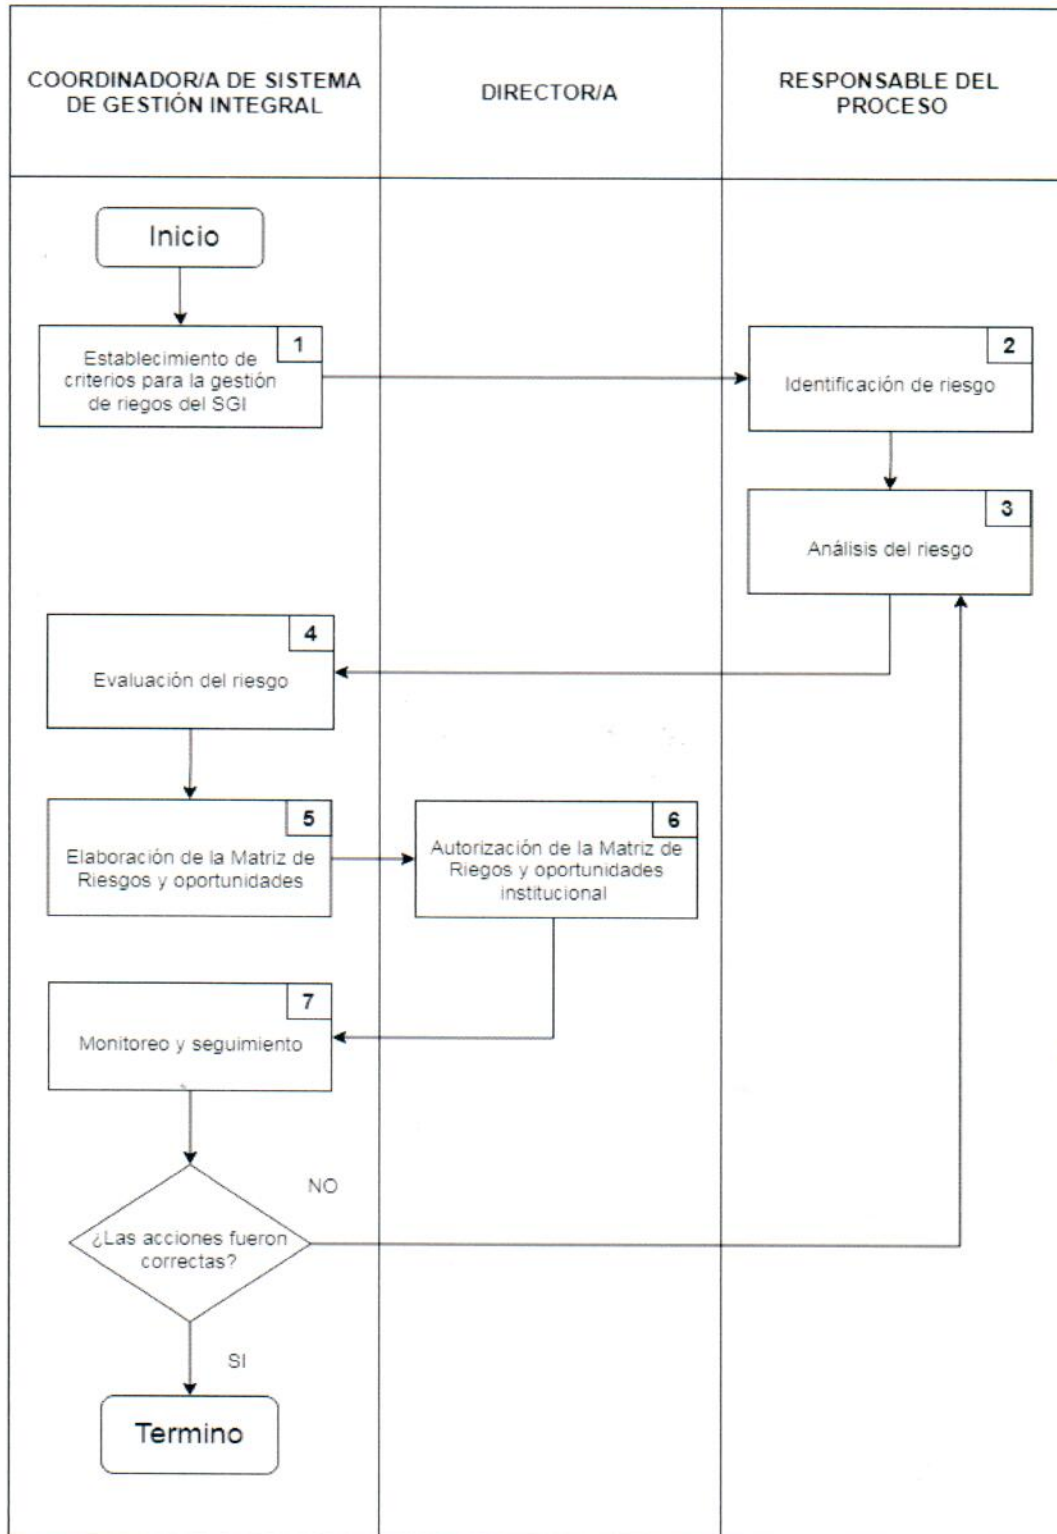 COORDINADOR/A DE SISTEMA
DE GESTIÓN INTEGRAL
DIRECTOR/A
RESPONSABLE DEL
PROCESO
Inicio
1
Establecimiento de
criterios para la gestión
de riegos del SGI
2
Identificación de riesgo
3
Análisis del riesgo
4
Evaluación del riesgo
5
Elaboración de la Matriz de
Riesgos y oportunidades
6
Autorización de la Matriz de
Riegos y oportunidades
institucional
7
Monitoreo y seguimiento
NO
¿Las acciones fueron
correctas?
SI
Termino